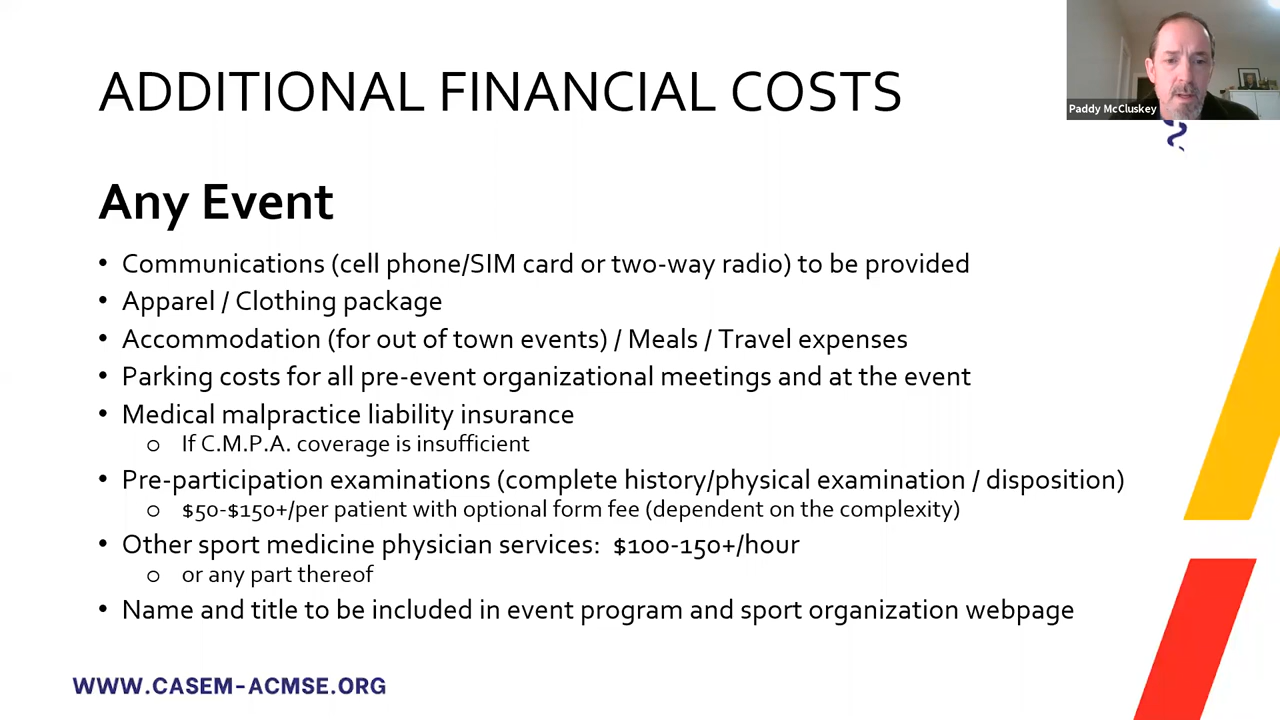 ADDITIONAL FINANCIAL COSTS
Paddy McCluskey
Any Event
• Communications (cell phone/SIM card or two-way radio) to be provided
• Apparel / Clothing package
• Accommodation (for out of town events) / Meals / Travel expenses
• Parking costs for all pre-event organizational meetings and at the event
• Medical malpractice liability insurance
o If C.M.P.A. coverage is insufficient
• Pre-participation examinations (complete history/physical examination / disposition)
o $50-$150+/per patient with optional form fee (dependent on the complexity)
• Other sport medicine physician services: $100-150+/hour
o or any part thereof
• Name and title to be included in event program and sport organization webpage
WWW.CASEM-ACMSE.ORG